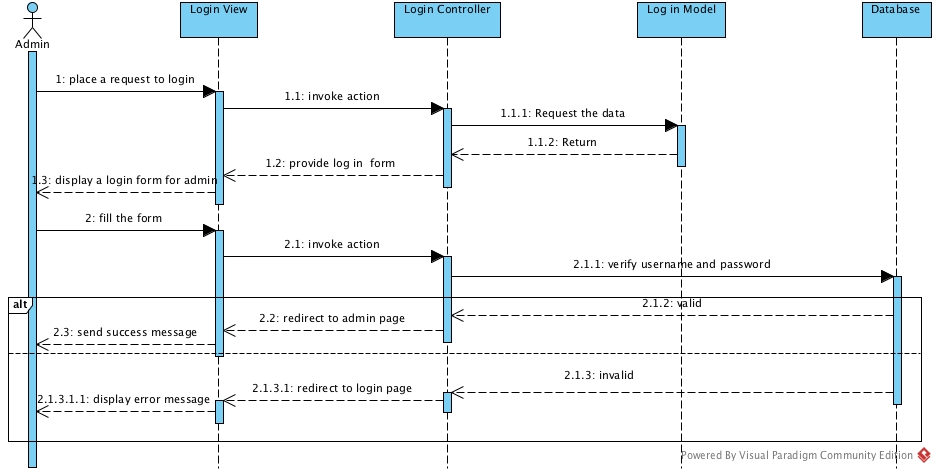 Login View
Login Controller
Log in Model
Database
Admin
1: place a request to login
1.1: invoke action
1.1.1: Request the data
1.1.2: Return
1.2: provide log in form
1.3: display a login form for admin
2: fill the form
2.1: invoke action
2.1.1: verify username and password
alt
2.1.2: valid
2.2: redirect to admin page
2.3: send success message
2.1.3: invalid
2.1.3.1: redirect to login page
2.1.3.1.1: display error message
Powered By Visual Paradigm Community Edition